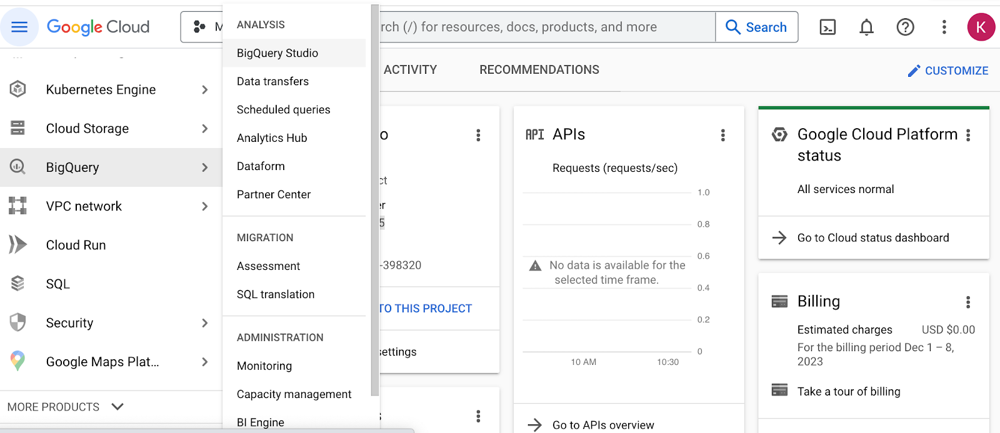 Google Cloud
M
rch (/) for resources, docs, products, and more
Search
K
Kubernetes Engine
Cloud Storage
BigQuery
VPC network
Cloud Run
SQL
Security
Google Maps Plat...
MORE PRODUCTS
ANALYSIS
BigQuery Studio
Data transfers
Scheduled queries
Analytics Hub
Dataform
Partner Center
MIGRATION
Assessment
SQL translation
ADMINISTRATION
Monitoring
Capacity management
BI Engine
ACTIVITY
RECOMMENDATIONS
CUSTOMIZE
o
ct
er
5
-398320
TO THIS PROJECT
settings
API APIs
Requests (requests/sec)
1.0
0.8
0.6
No data is available for the
selected time frame.
0.4
0.2
0
10 AM
10:30
Go to APIs overview
Google Cloud Platform
status
All services normal
Go to Cloud status dashboard
Billing
Estimated charges USD $0.00
For the billing period Dec 1 – 8,
2023
Take a tour of billing